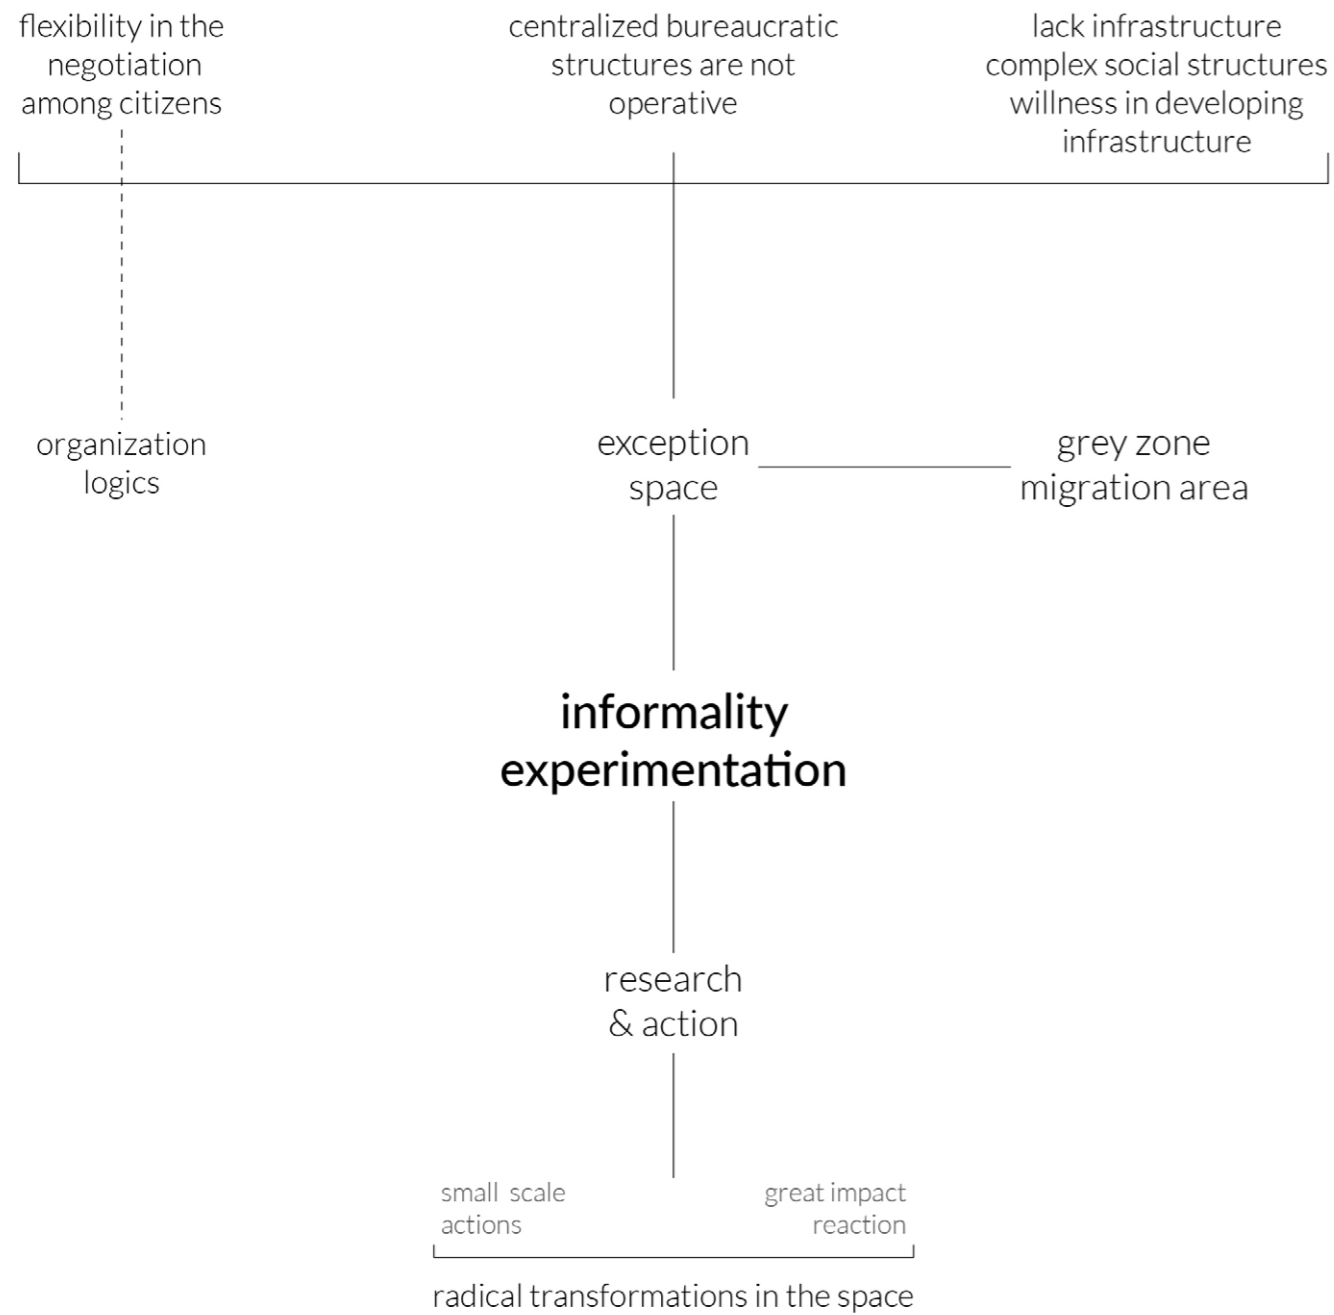 flexibility in the
negotiation
among citizens
centralized bureaucratic
structures are not
operative
lack infrastructure
complex social structures
willness in developing
infrastructure
organization
logics
exception
space
grey zone
migration area
informality
experimentation
research
& action
small scale
actions
great impact
reaction
radical transformations in the space